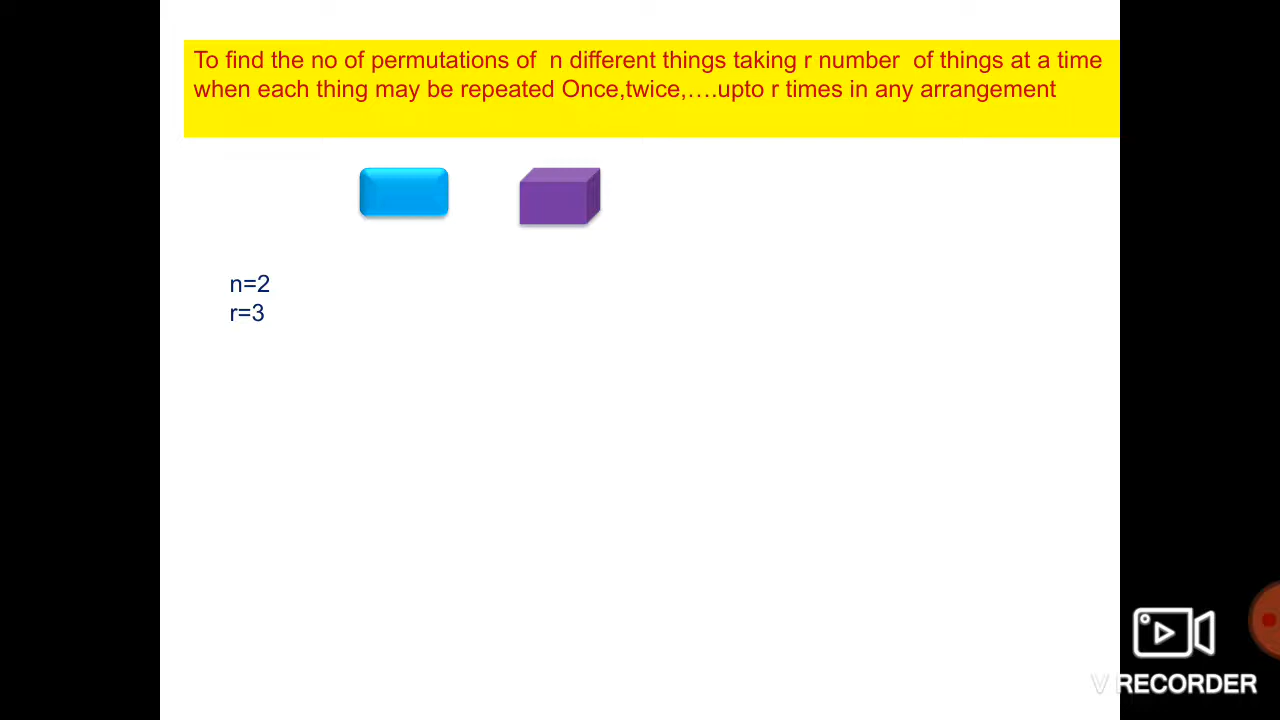 To find the no of permutations of n different things taking r number of things at a time
when each thing may be repeated Once,twice,….upto r times in any arrangement
n=2
r=3
V RECORDER